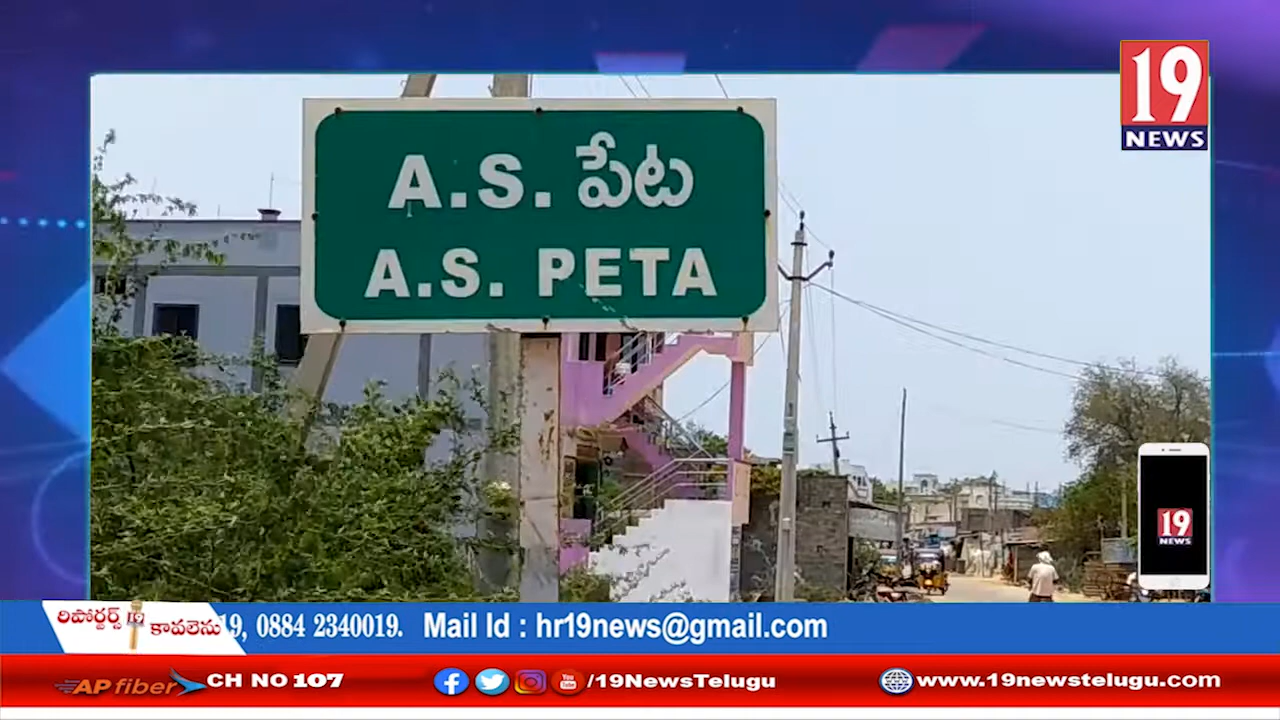 19
NEWS
A.S. పేట
A.S. PETA
19
NEWS
రిపోర్టర్స్ 19 కావలెను
19, 0884 2340019. Mail Id : hr19news@gmail.com
AP fiber CH NO 107
/19NewsTelugu
www.19newstelugu.com